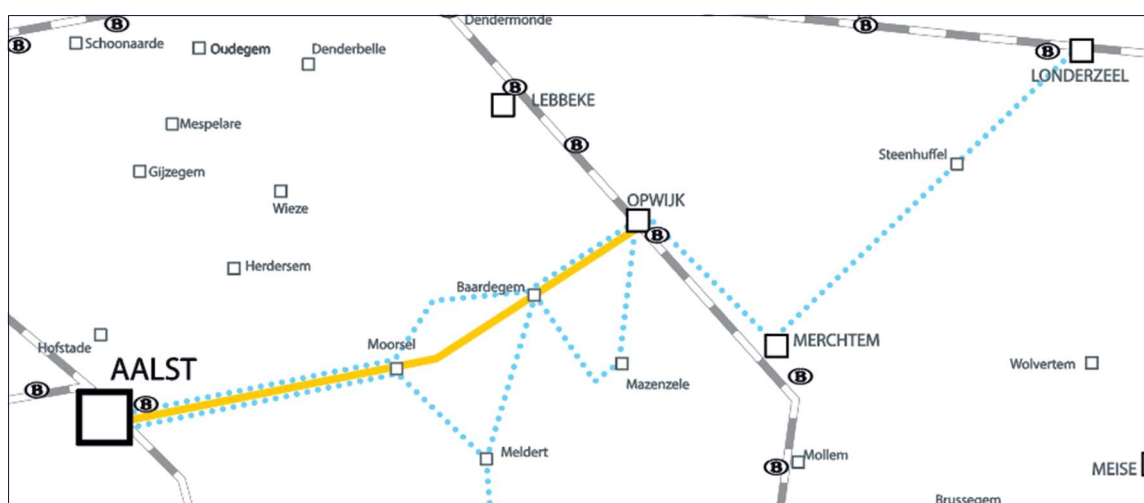 Dendermonde
B
B
B
Schoonaarde
Oudegem
Denderbelle
B
LONDERZEEL
B
LEBBEKE
Mespelare
B
Steenhuffel
Gijzegem
Wieze
OPWIJK
B
Herdersem
Baardegem
Hofstade
Moorsel
MERCHTEM
AALST
Wolvertem
B
Mazenzele
B
B
Meldert
Mollem
B
MEISE
Brussegem